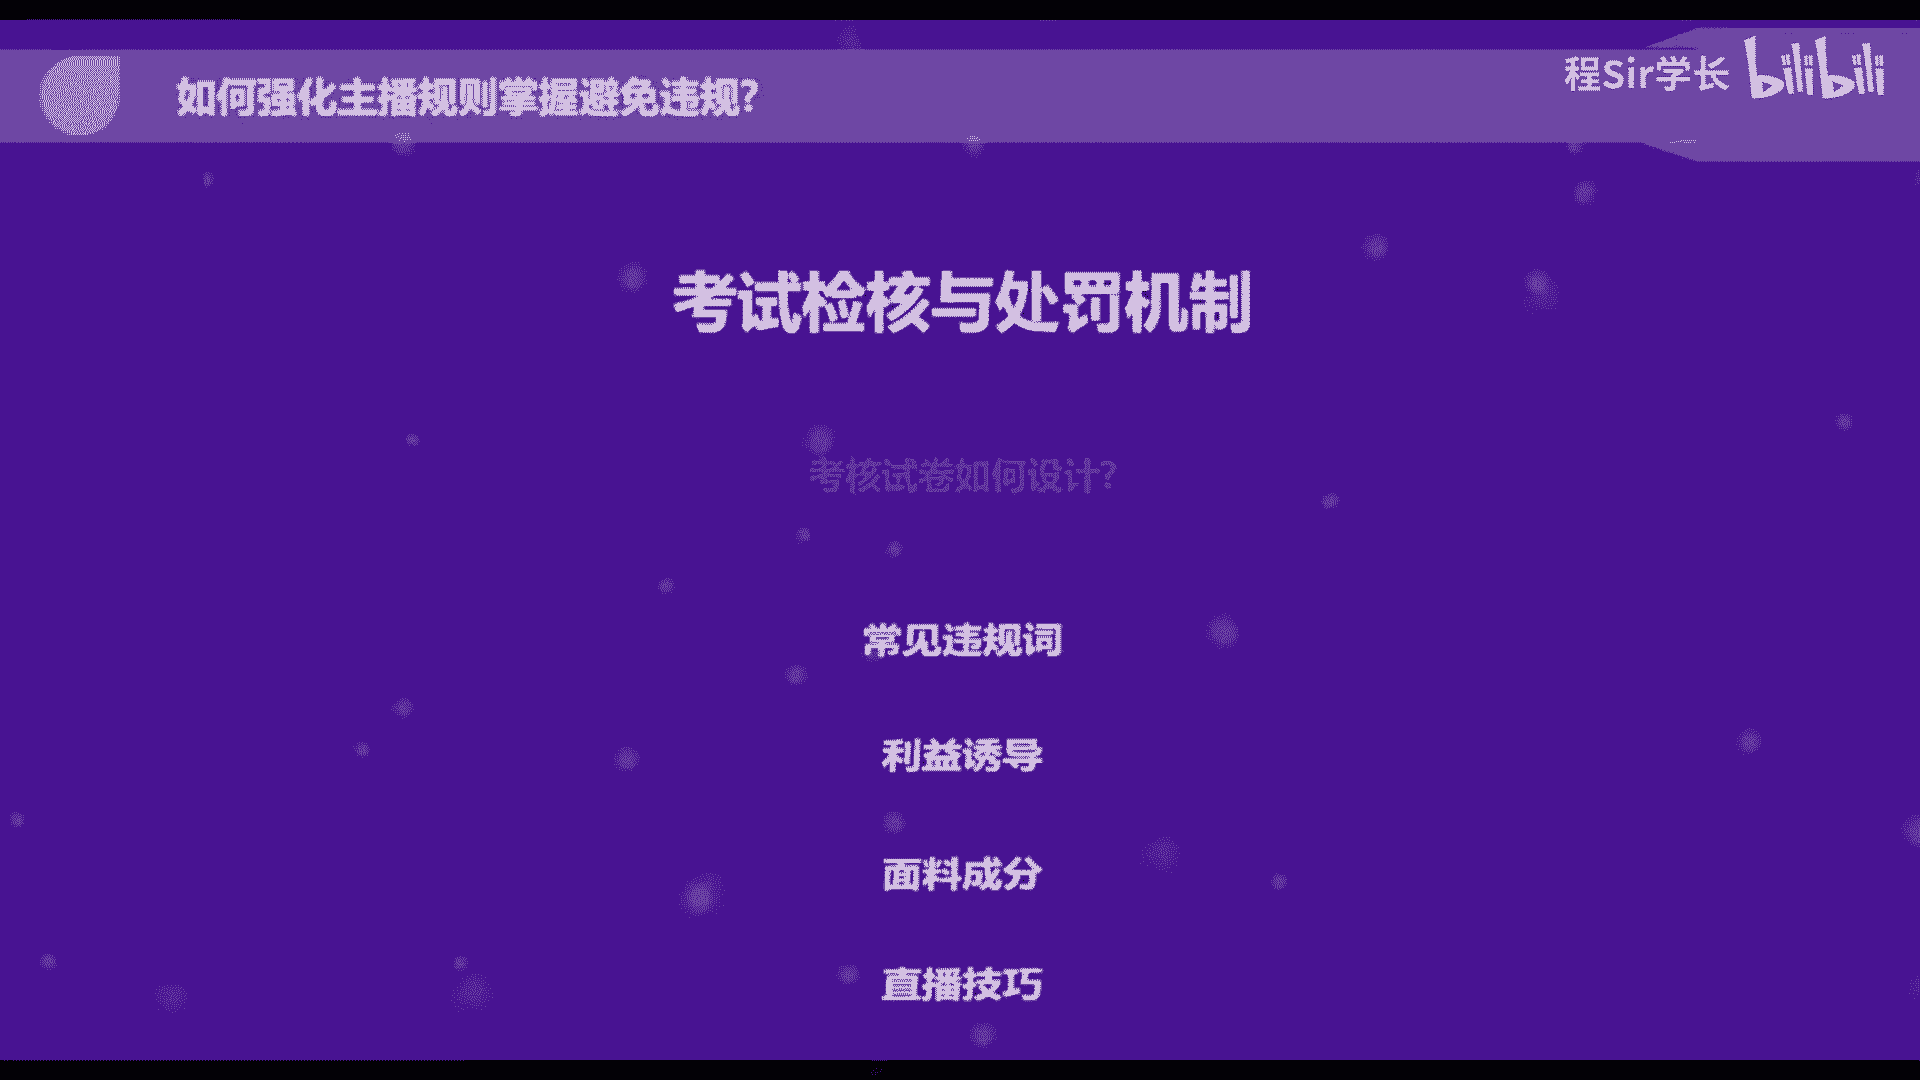 如何强化主播规则掌握避免违规?
程Sir学长 bilibili
考试检核与处罚机制
考核试卷如何设计?
常见违规词
利益诱导
面料成分
直播技巧